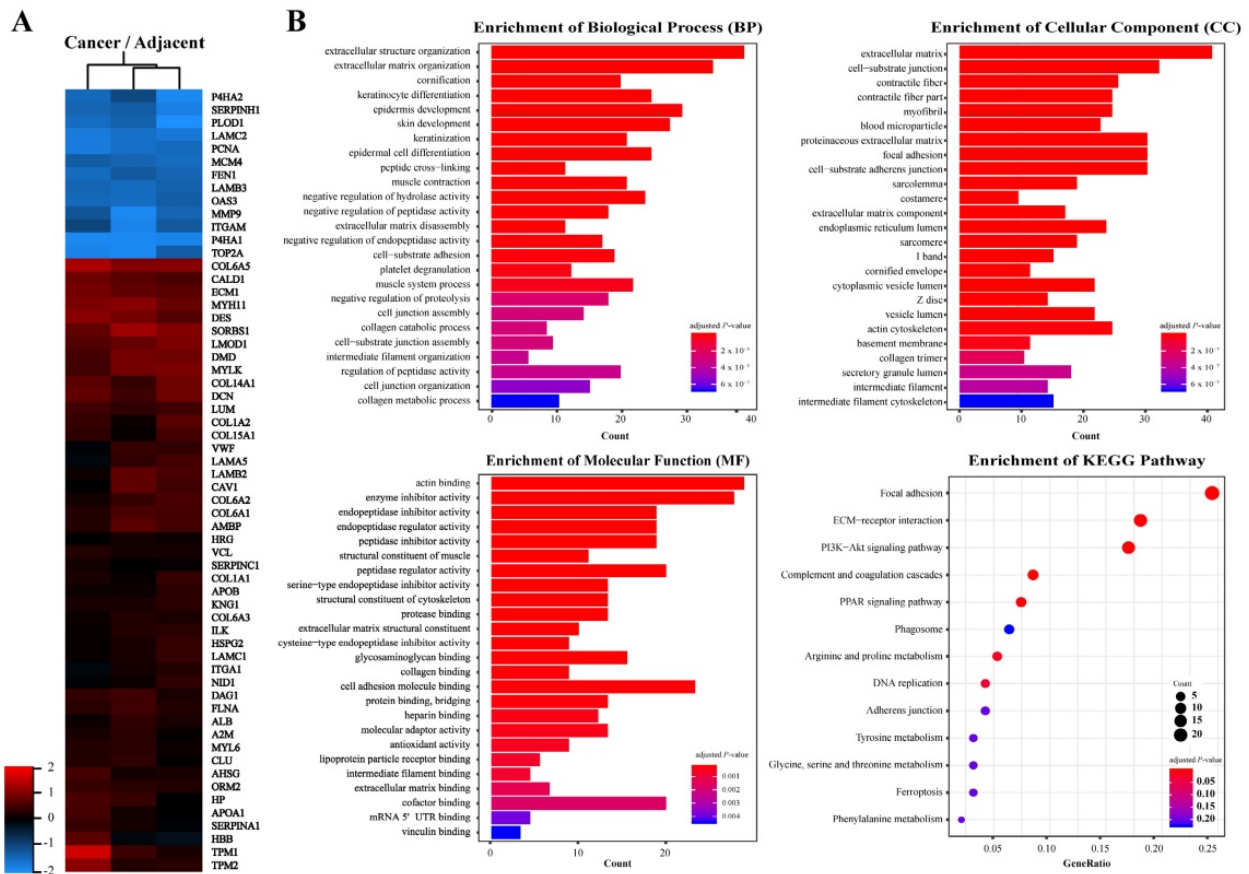 A
Cancer / Adjacent
P4HA2
SERPINH1
PLOD1
LAMC2
PCNA
MCM4
FEN1
LAMB3
OAS3
MMP9
ITGAM
P4HA1
TOP2A
COL6A5
CALD1
ECM1
MYH11
DES
SORBS1
LMOD1
DMD
MYLK
COL14A1
DCN
LUM
COL1A2
COL15A1
VWF
LAMA5
LAMB2
CAV1
COL6A2
COL6A1
AMBP
HRG
VCL
SERPINC1
COL1A1
APOB
KNG1
COL6A3
ILK
HSPG2
LAMC1
ITGA1
NID1
DAG1
FLNA
ALB
A2M
MYL6
CLU
AHSG
ORM2
HP
APOA1
SERPINA1
HBB
TPM1
TPM2
2
1
0
-1
-2
B
Enrichment of Biological Process (BP)
extracellular structure organization
extracellular matrix organization
cornification
keratinocyte differentiation
epidermis development
skin development
keratinization
epidermal cell differentiation
peptide cross-linking
muscle contraction
negative regulation of hydrolase activity
negative regulation of peptidase activity
extracellular matrix disassembly
negative regulation of endopeptidase activity
cell-substrate adhesion
platelet degranulation
muscle system process
negative regulation of proteolysis
cell junction assembly
collagen catabolic process
cell-substrate junction assembly
intermediate filament organization
regulation of peptidase activity
cell junction organization
collagen metabolic process
adjusted P-value
0
10
20
30
40
Count
Enrichment of Cellular Component (CC)
extracellular matrix
cell-substrate junction
contractile fiber
contractile fiber part
myofibril
blood microparticle
proteinaceous extracellular matrix
focal adhesion
cell-substrate adherens junction
sarcolemma
costamere
extracellular matrix component
endoplasmic reticulum lumen
sarcomere
I band
cornified envelope
cytoplasmic vesicle lumen
Z disc
vesicle lumen
actin cytoskeleton
basement membrane
collagen trimer
secretory granule lumen
intermediate filament
intermediate filament cytoskeleton
adjusted P-value
0
10
20
30
40
Count
Enrichment of Molecular Function (MF)
actin binding
enzyme inhibitor activity
endopeptidase inhibitor activity
endopeptidase regulator activity
peptidase inhibitor activity
structural constituent of muscle
peptidase regulator activity
serine-type endopeptidase inhibitor activity
structural constituent of cytoskeleton
protease binding
extracellular matrix structural constituent
cysteine-type endopeptidase inhibitor activity
glycosaminoglycan binding
collagen binding
cell adhesion molecule binding
protein binding, bridging
heparin binding
molecular adaptor activity
antioxidant activity
lipoprotein particle receptor binding
intermediate filament binding
extracellular matrix binding
cofactor binding
mRNA 5' UTR binding
vinculin binding
adjusted P-value
0.001
0.002
0.003
0.004
0
10
20
Count
Enrichment of KEGG Pathway
Focal adhesion
ECM-receptor interaction
PI3K-Akt signaling pathway
Complement and coagulation cascades
PPAR signaling pathway
Phagosome
Arginine and proline metabolism
DNA replication
Adherens junction
Tyrosine metabolism
Glycine, serine and threonine metabolism
Ferroptosis
Phenylalanine metabolism
Count
5
10
15
20
adjusted P-value
0.05
0.10
0.15
0.20
0.05
0.10
0.15
0.20
0.25
GeneRatio